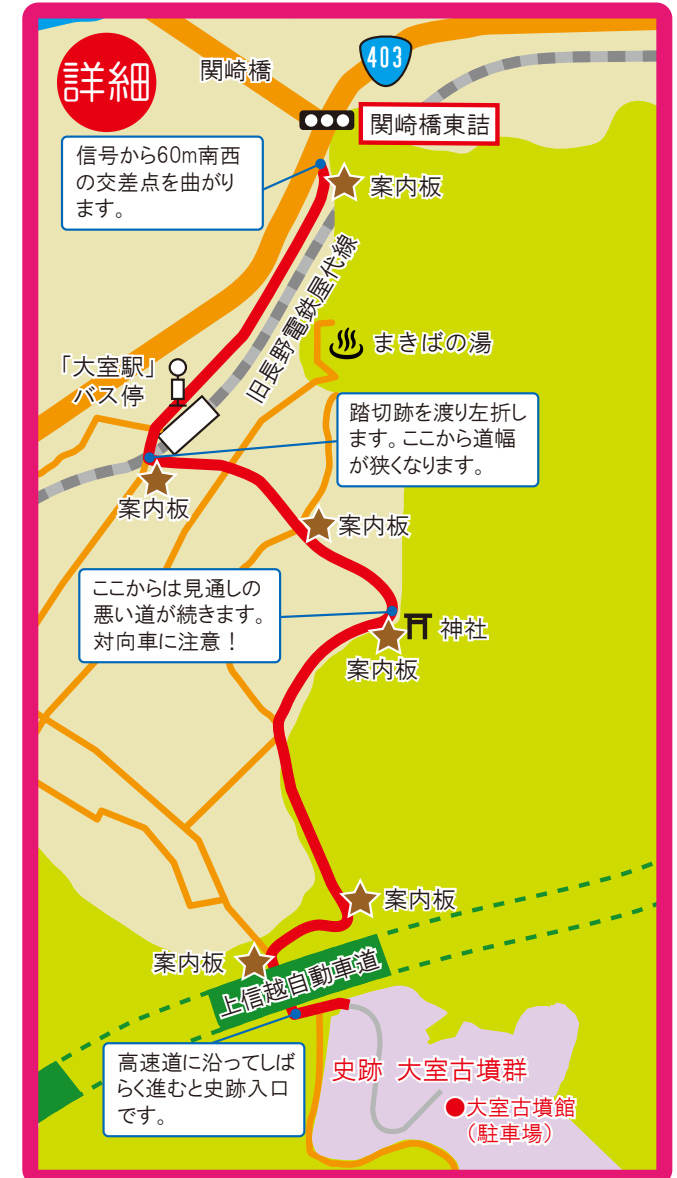 詳細
関崎橋
403
関崎橋東詰
信号から60m南西
の交差点を曲がり
ます。
案内板
旧長野電鉄屋代線
まきばの湯
「大室駅」
バス停
踏切跡を渡り左折し
ます。ここから道幅
が狭くなります。
案内板
案内板
ここからは見通しの
悪い道が続きます。
対向車に注意！
神社
案内板
案内板
案内板
上信越自動車道
高速道に沿ってしば
らく進むと史跡入口
です。
史跡 大室古墳群
●大室古墳館
（駐車場）